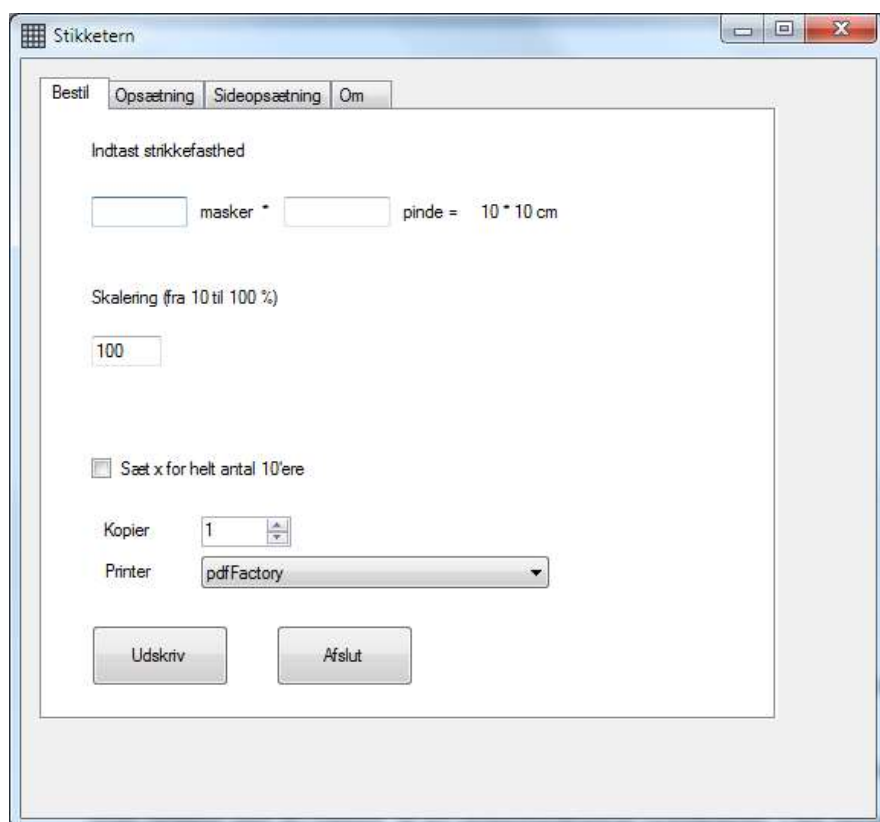 Stikketern
Bestil Opsætning Sideopsætning Om
Indtast strikkefasthed
masker * pinde = 10 * 10 cm
Skalering (fra 10 til 100 %)
100
Sæt x for helt antal 10'ere
Kopier 1
Printer pdfFactory
Udskriv Afslut